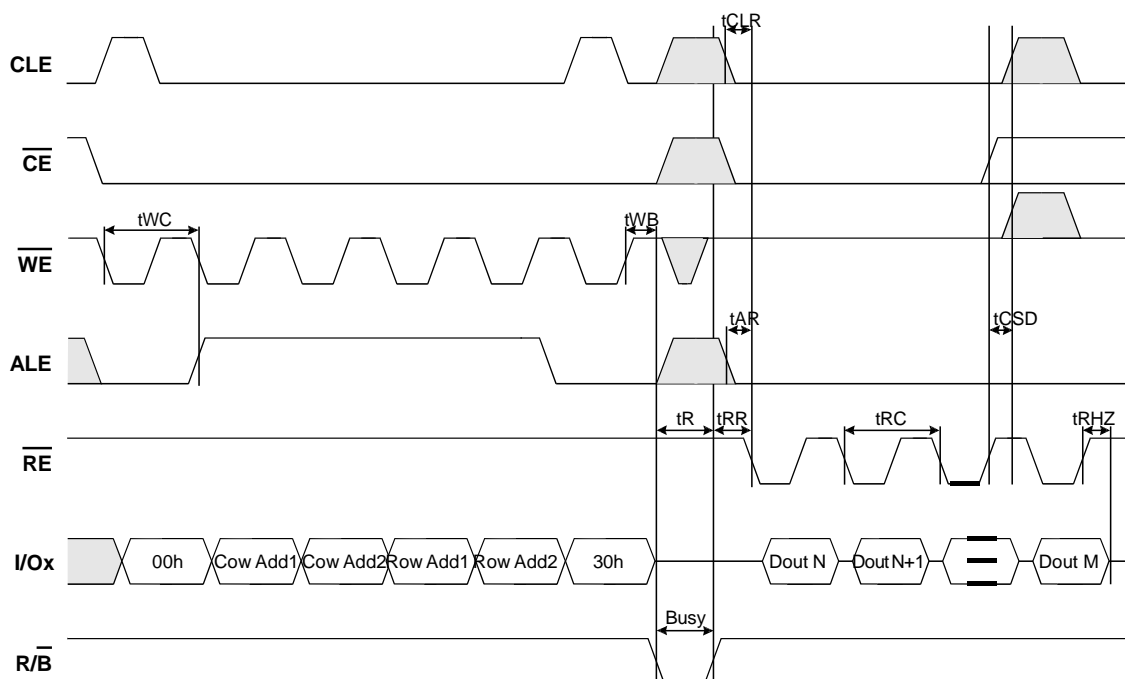 tCLR
CLE
CE
tWC
tWB
WE
tAR
tCSD
ALE
tR
tRR
tRC
tRHZ
RE
I/Ox
00h
Cow Add1
Cow Add2
Row Add1
Row Add2
30h
Dout N
Dout N+1
Dout M
Busy
R/B